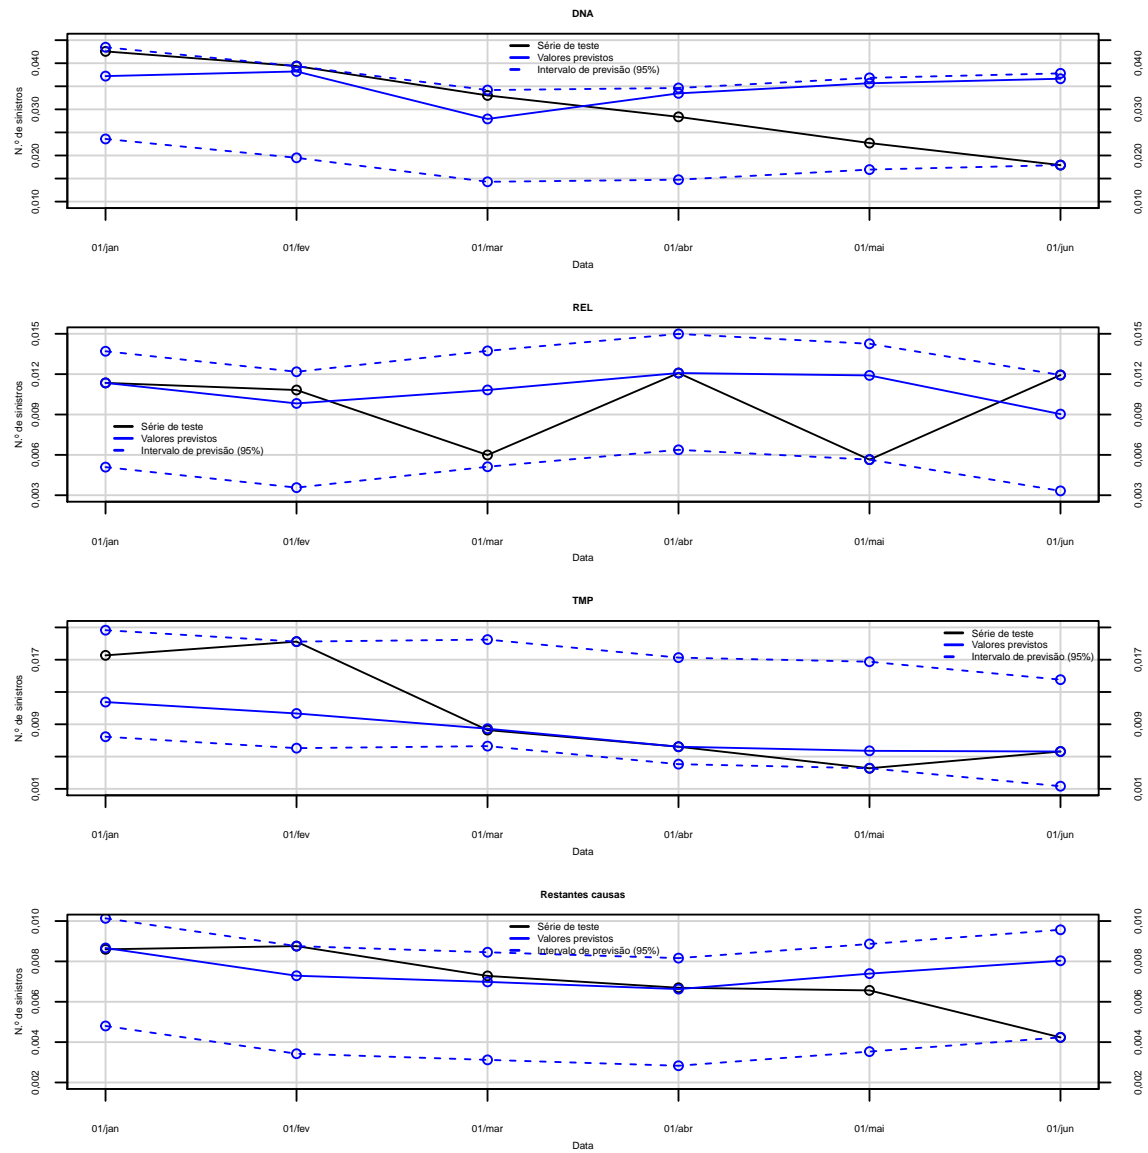 DNA
Série de teste
Valores previstos
Intervalo de previsão (95%)
N.º de sinistros
0,010 0,020 0,030 0,040
0,010 0,020 0,030 0,040
01/jan 01/fev 01/mar 01/abr 01/mai 01/jun
Data
REL
Série de teste
Valores previstos
Intervalo de previsão (95%)
N.º de sinistros
0,003 0,006 0,009 0,012 0,015
0,003 0,006 0,009 0,012 0,015
01/jan 01/fev 01/mar 01/abr 01/mai 01/jun
Data
TMP
Série de teste
Valores previstos
Intervalo de previsão (95%)
N.º de sinistros
0,001 0,009 0,017
0,001 0,009 0,017
01/jan 01/fev 01/mar 01/abr 01/mai 01/jun
Data
Restantes causas
Série de teste
Valores previstos
Intervalo de previsão (95%)
N.º de sinistros
0,002 0,004 0,006 0,008 0,010
0,002 0,004 0,006 0,008 0,010
01/jan 01/fev 01/mar 01/abr 01/mai 01/jun
Data